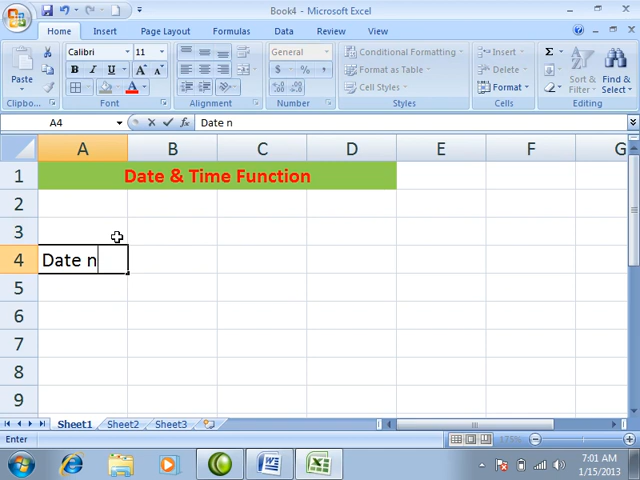 Book4 - Microsoft Excel
Home Insert Page Layout Formulas Data Review View
Paste
Calibri 11
B I U A A
General
$ % ,
Conditional Formatting
Format as Table
Cell Styles
Insert
Delete
Format
Σ
Sort & Filter
Find & Select
Clipboa... Font Alignment Number Styles Cells Editing
A4 fx Date n
A B C D E F G
1 Date & Time Function
2
3
4 Date n
5
6
7
8
9
Sheet1 Sheet2 Sheet3
Enter 175%
7:01 AM
1/15/2013